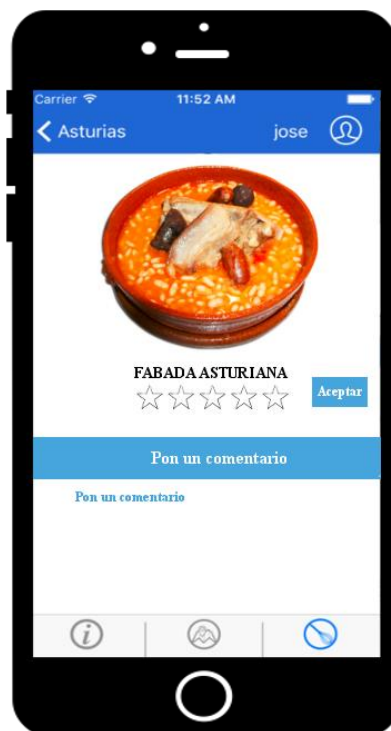 Carrier 11:52 AM
Asturias jose
FABADA ASTURIANA
Aceptar
Pon un comentario
Pon un comentario
i